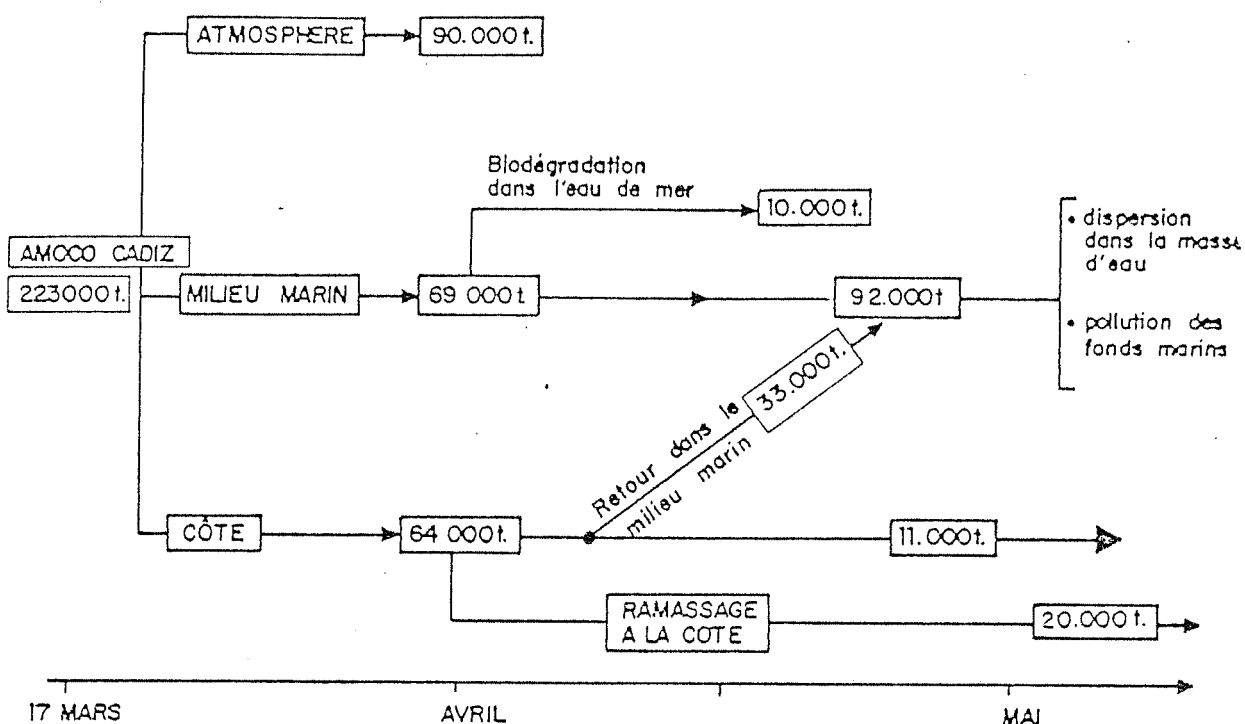 ATMOSPHERE
90.000t.
Biodégradation
dans l'eau de mer
10.000t.
• dispersion
dans la masse
d'eau
AMOCO CADIZ
223000t.
MILIEU MARIN
69 000t
92.000t
• pollution des
fonds marins
33.000t.
Retour dans le
milieu marin
CÔTE
64 000t.
11.000t.
RAMASSAGE
A LA COTE
20.000t.
17 MARS
AVRIL
MAI